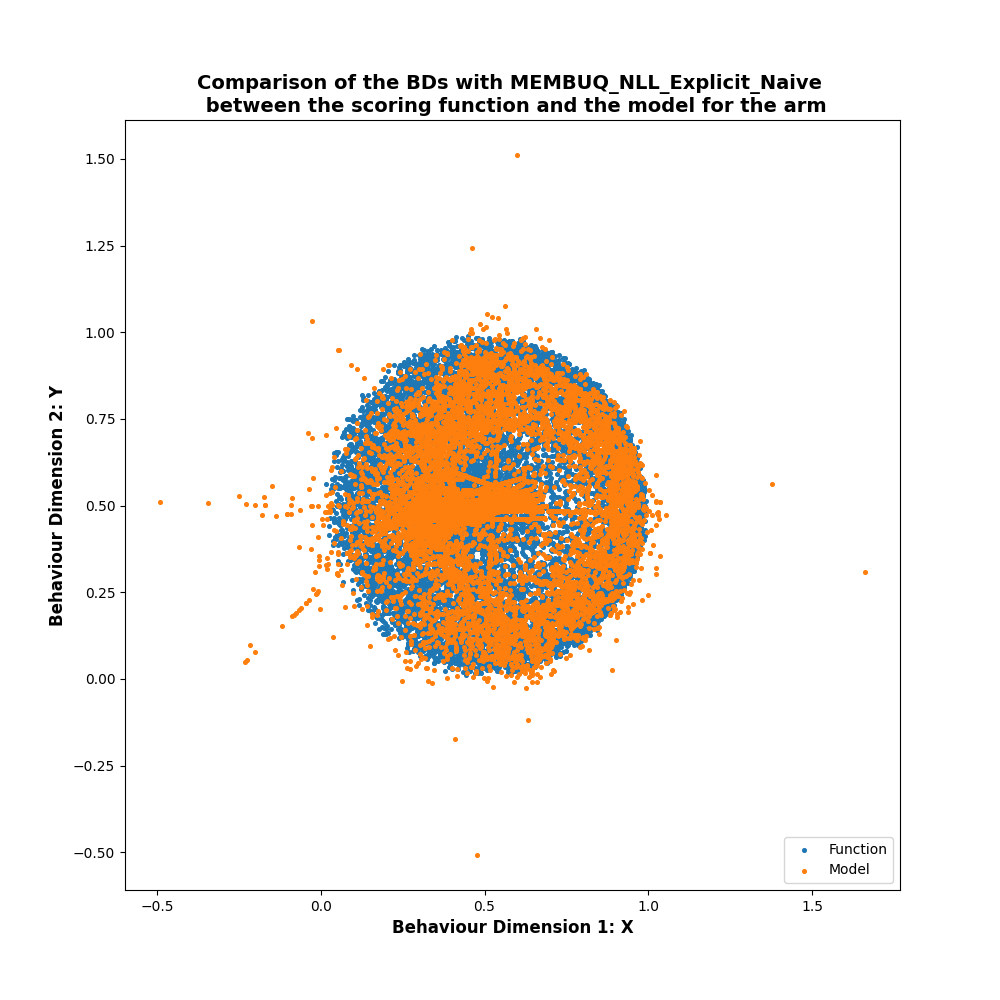 Comparison of the BDs with MEMBUQ_NLL_Explicit_Naive
between the scoring function and the model for the arm
1.50
1.25
1.00
0.75
0.50
0.25
0.00
−0.25
−0.50
Behaviour Dimension 2: Y
Function
Model
−0.5
0.0
0.5
1.0
1.5
Behaviour Dimension 1: X